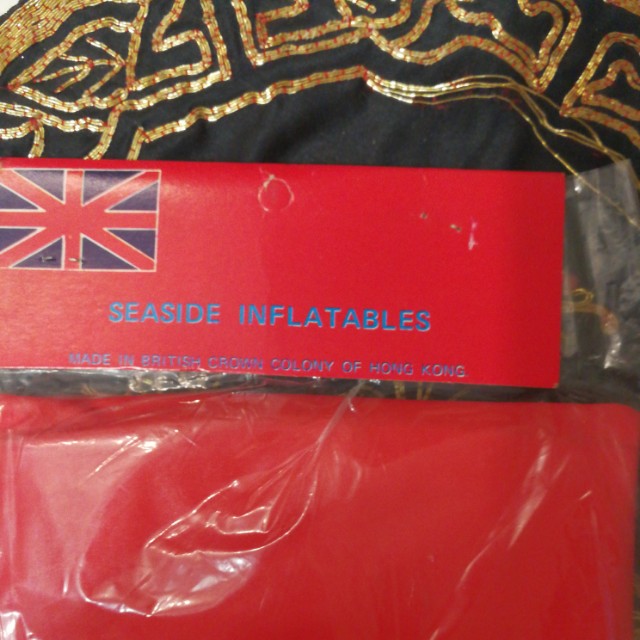 SEASIDE INFLATABLES
MADE IN BRITISH CROWN COLONY OF HONG KONG